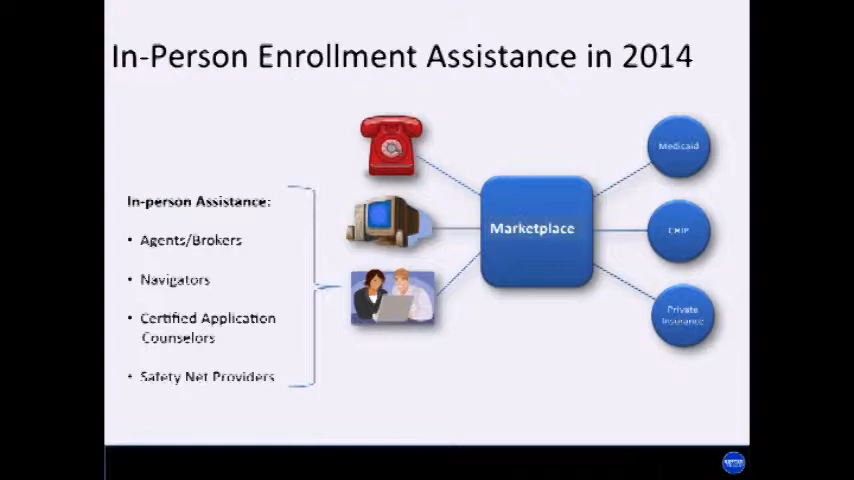 In-Person Enrollment Assistance in 2014
In-person Assistance:
• Agents/Brokers
• Navigators
• Certified Application
Counselors
• Safety Net Providers
Marketplace
Medicaid
CHIP
Private
Insurance